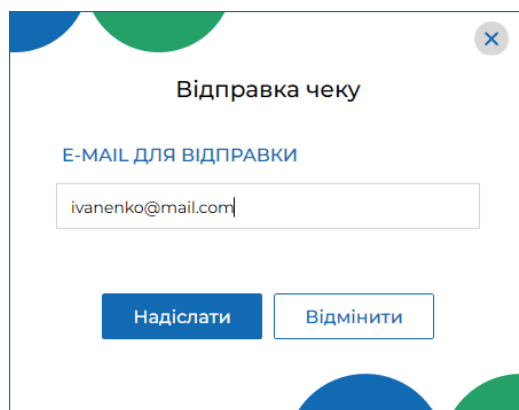 Відправка чеку
E-MAIL ДЛЯ ВІДПРАВКИ
ivanenko@mail.com
Надіслати Відмінити